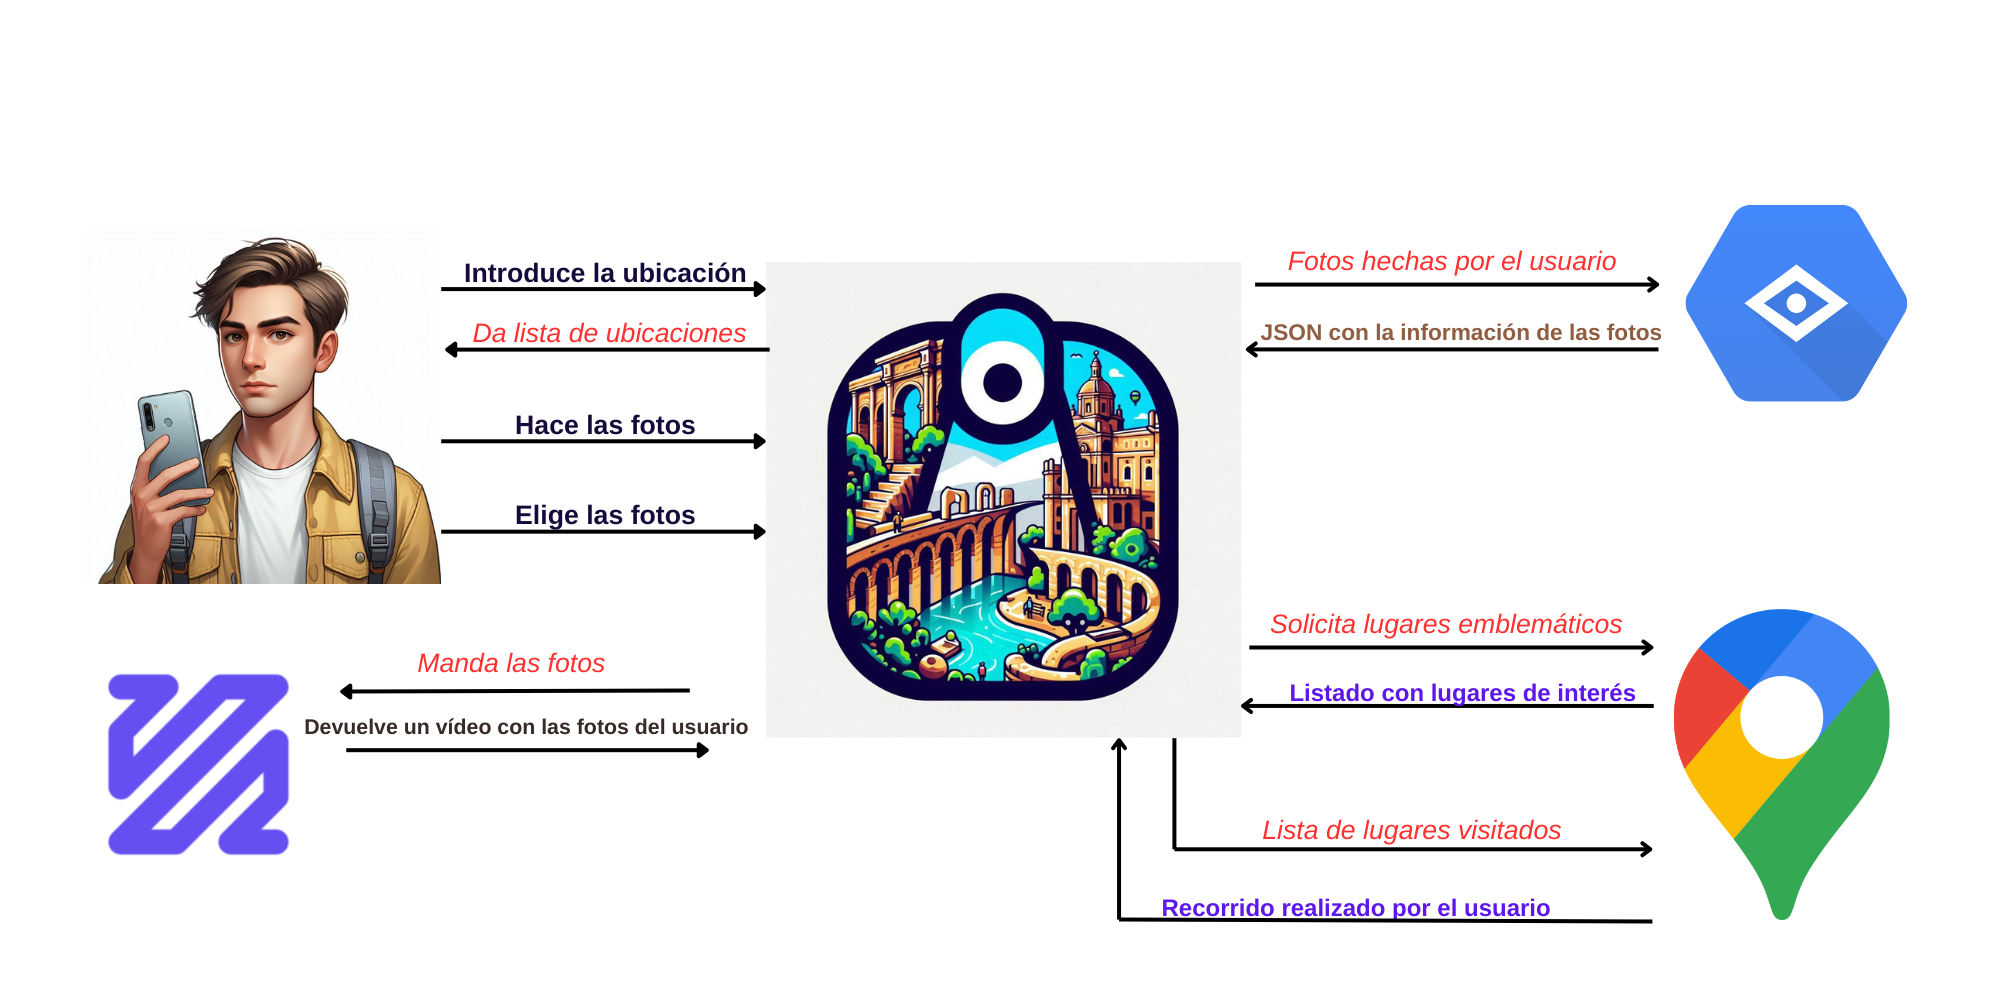 Introduce la ubicación
Da lista de ubicaciones
Hace las fotos
Elige las fotos
Manda las fotos
Devuelve un vídeo con las fotos del usuario
Fotos hechas por el usuario
JSON con la información de las fotos
Solicita lugares emblemáticos
Listado con lugares de interés
Lista de lugares visitados
Recorrido realizado por el usuario